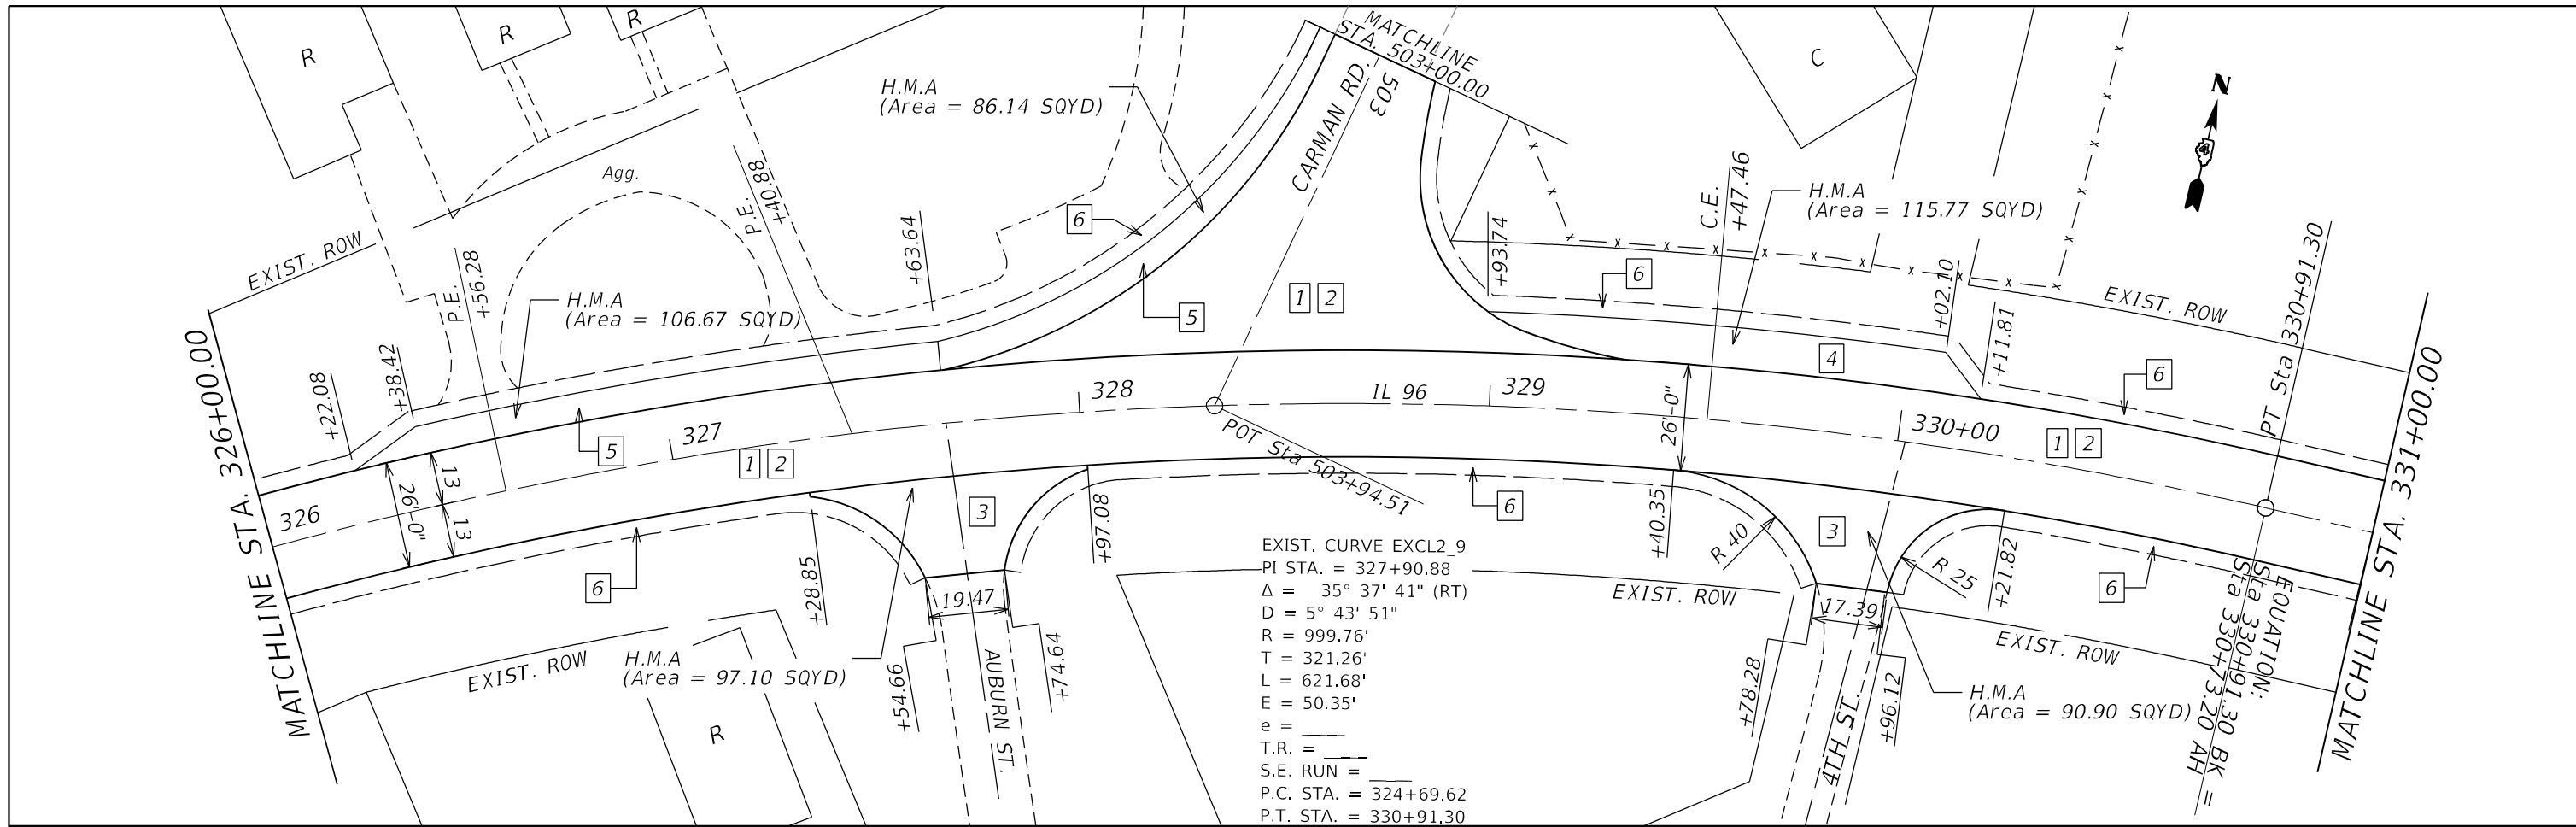 R
R
R
C
N
MATCHLINE
STA. 503+00.00
CARMAN RD.
503
H.M.A
(Area = 86.14 SQYD)
Agg.
EXIST. ROW
P.E.
+56.28
P.E.
+40.88
+63.64
6
5
1 2
+93.74
6
C.E.
+47.46
H.M.A
(Area = 115.77 SQYD)
+02.10
+11.81
4
6
EXIST. ROW
PT Sta 330+91.30
H.M.A
(Area = 106.67 SQYD)
+22.08
+38.42
5
MATCHLINE STA. 326+00.00
326
26'-0"
13
13
327
1 2
328
IL 96
329
26'-0"
330+00
1 2
POT Sta 503+94.51
MATCHLINE STA. 331+00.00
6
+28.85
3
+97.08
6
+40.35
R 40
3
R 25
+21.82
6
19.47
17.39
+54.66
+74.64
AUBURN ST.
EXIST. ROW
H.M.A
(Area = 97.10 SQYD)
R
EXIST. CURVE EXCL2_9
PI STA. = 327+90.88
Δ = 35° 37' 41" (RT)
D = 5° 43' 51"
R = 999.76'
T = 321.26'
L = 621.68'
E = 50.35'
e = ____
T.R. = ____
S.E. RUN = ____
P.C. STA. = 324+69.62
P.T. STA. = 330+91.30
EXIST. ROW
EXIST. ROW
+78.28
+96.12
4TH ST.
H.M.A
(Area = 90.90 SQYD)
EQUATION:
Sta 330+91.30 BK =
Sta 330+73.20 AH